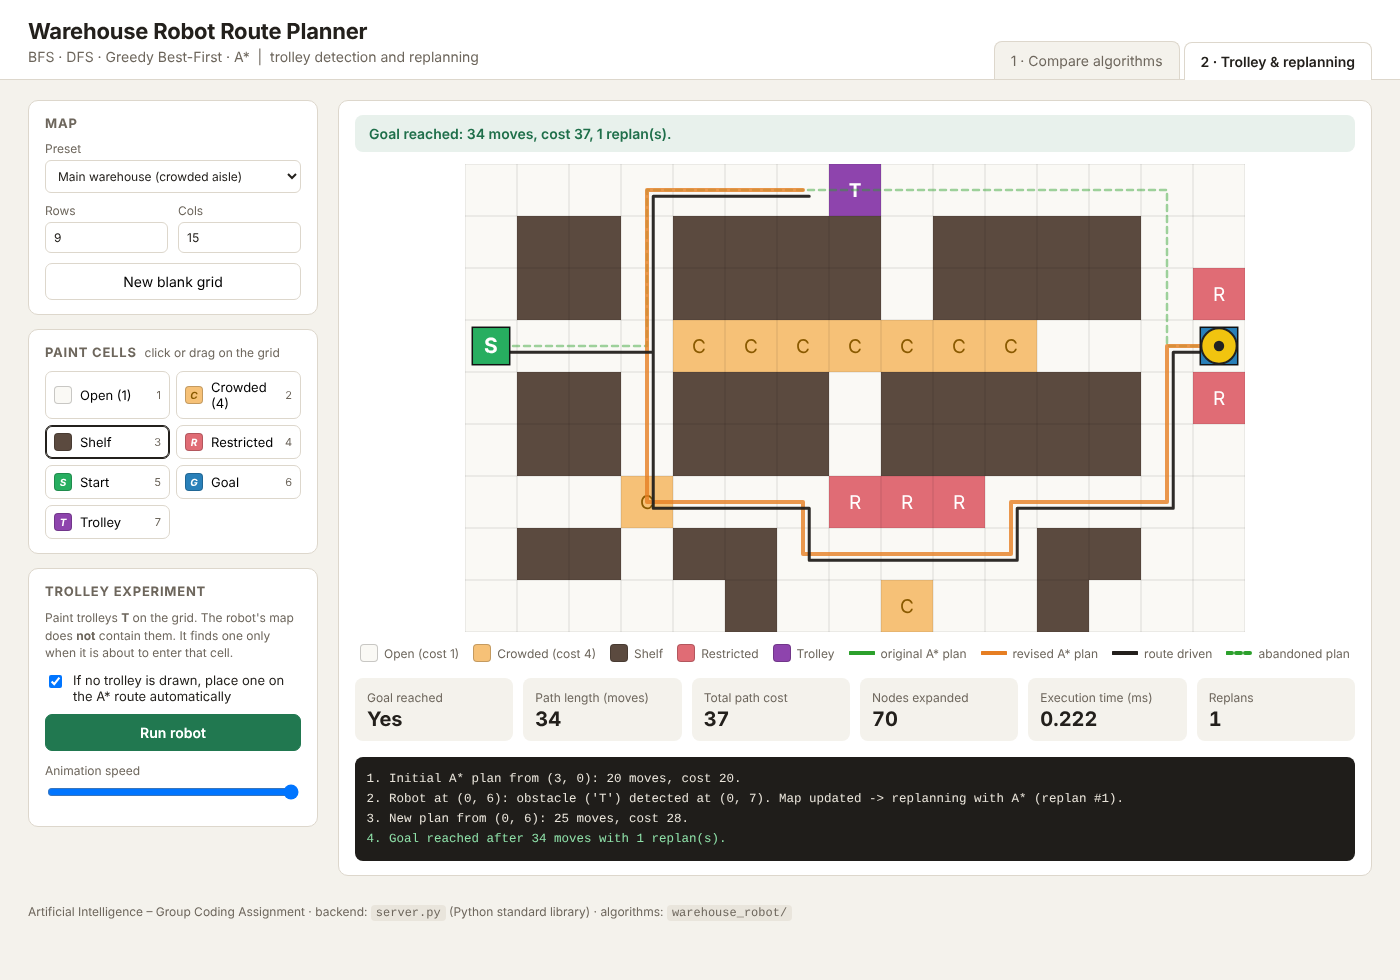 Warehouse Robot Route Planner
BFS · DFS · Greedy Best-First · A* | trolley detection and replanning
1 · Compare algorithms
2 · Trolley & replanning
MAP
Preset
Main warehouse (crowded aisle)
Rows
Cols
9
15
New blank grid
PAINT CELLS click or drag on the grid
Open (1) 1
C Crowded (4) 2
Shelf 3
R Restricted 4
S Start 5
G Goal 6
T Trolley 7
TROLLEY EXPERIMENT
Paint trolleys T on the grid. The robot's map
does not contain them. It finds one only
when it is about to enter that cell.
If no trolley is drawn, place one on
the A* route automatically
Run robot
Animation speed
Goal reached: 34 moves, cost 37, 1 replan(s).
T
R
S C C C C C C C
R
C R R R
C
Open (cost 1) Crowded (cost 4) Shelf Restricted Trolley original A* plan revised A* plan route driven abandoned plan
Goal reached
Yes
Path length (moves)
34
Total path cost
37
Nodes expanded
70
Execution time (ms)
0.222
Replans
1
1. Initial A* plan from (3, 0): 20 moves, cost 20.
2. Robot at (0, 6): obstacle ('T') detected at (0, 7). Map updated -> replanning with A* (replan #1).
3. New plan from (0, 6): 25 moves, cost 28.
4. Goal reached after 34 moves with 1 replan(s).
Artificial Intelligence – Group Coding Assignment · backend: server.py (Python standard library) · algorithms: warehouse_robot/